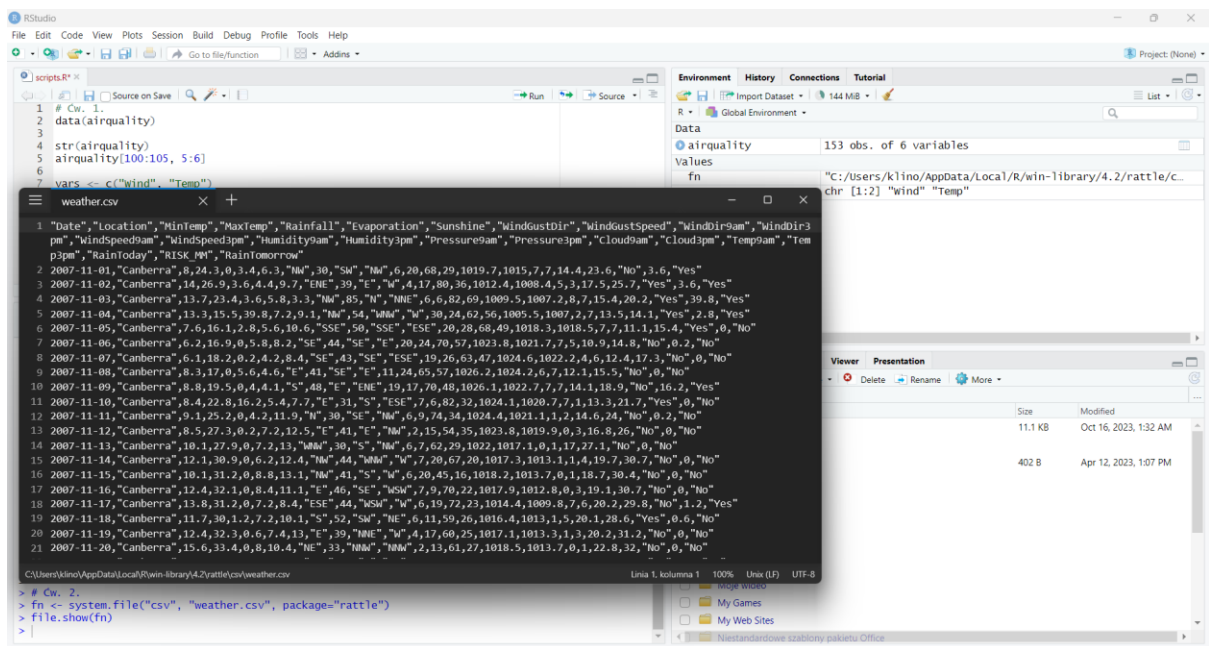 RStudio
File Edit Code View Plots Session Build Debug Profile Tools Help
Go to file/function
Addins
Project: (None)
scripts.R*
Source on Save
Run
Source
1 # Ćw. 1.
2 data(airquality)
3
4 str(airquality)
5 airquality[100:105, 5:6]
6
7 vars <- c("Wind", "Temp")
Environment History Connections Tutorial
Import Dataset
144 MiB
List
R
Global Environment
Data
airquality 153 obs. of 6 variables
Values
fn "C:/Users/klino/AppData/Local/R/win-library/4.2/rattle/c…
chr [1:2] "Wind" "Temp"
weather.csv
1 "Date","Location","MinTemp","MaxTemp","Rainfall","Evaporation","Sunshine","WindGustDir","WindGustSpeed","WindDir9am","WindDir3
pm","WindSpeed9am","WindSpeed3pm","Humidity9am","Humidity3pm","Pressure9am","Pressure3pm","Cloud9am","Cloud3pm","Temp9am","Tem
p3pm","RainToday","RISK_MM","RainTomorrow"
2 2007-11-01,"Canberra",8,24.3,0,3.4,6.3,"NW",30,"SW","NW",6,20,68,29,1019.7,1015,7,7,14.4,23.6,"No",3.6,"Yes"
3 2007-11-02,"Canberra",14,26.9,3.6,4.4,9.7,"ENE",39,"E","W",4,17,80,36,1012.4,1008.4,5,3,17.5,25.7,"Yes",3.6,"Yes"
4 2007-11-03,"Canberra",13.7,23.4,3.6,5.8,3.3,"NW",85,"N","NNE",6,6,82,69,1009.5,1007.2,8,7,15.4,20.2,"Yes",39.8,"Yes"
5 2007-11-04,"Canberra",13.3,15.5,39.8,7.2,9.1,"NW",54,"WNW","W",30,24,62,56,1005.5,1007,2,7,13.5,14.1,"Yes",2.8,"Yes"
6 2007-11-05,"Canberra",7.6,16.1,2.8,5.6,10.6,"SSE",50,"SSE","ESE",20,28,68,49,1018.3,1018.5,7,7,11.1,15.4,"Yes",0,"No"
7 2007-11-06,"Canberra",6.2,16.9,0,5.8,8.2,"SE",44,"SE","E",20,24,70,57,1023.8,1021.7,7,5,10.9,14.8,"No",0.2,"No"
8 2007-11-07,"Canberra",6.1,18.2,0.2,4.2,8.4,"SE",43,"SE","ESE",19,26,63,47,1024.6,1022.2,4,6,12.4,17.3,"No",0,"No"
9 2007-11-08,"Canberra",8.3,17,0,5.6,4.6,"E",41,"SE","E",11,24,65,57,1026.2,1024.2,6,7,12.1,15.5,"No",0,"No"
10 2007-11-09,"Canberra",8.8,19.5,0,4,4.1,"S",48,"E","ENE",19,17,70,48,1026.1,1022.7,7,7,14.1,18.9,"No",16.2,"Yes"
11 2007-11-10,"Canberra",8.4,22.8,16.2,5.4,7.7,"E",31,"S","ESE",7,6,82,32,1024.1,1020.7,7,1,13.3,21.7,"Yes",0,"No"
12 2007-11-11,"Canberra",9.1,25.2,0,4.2,11.9,"N",30,"SE","NW",6,9,74,34,1024.4,1021.1,1,2,14.6,24,"No",0.2,"No"
13 2007-11-12,"Canberra",8.5,27.3,0.2,7.2,12.5,"E",41,"E","NW",2,15,54,35,1023.8,1019.9,0,3,16.8,26,"No",0,"No"
14 2007-11-13,"Canberra",10.1,27.9,0,7.2,13,"WNW",30,"S","NW",6,7,62,29,1022,1017.1,0,1,17,27.1,"No",0,"No"
15 2007-11-14,"Canberra",12.1,30.9,0,6.2,12.4,"NW",44,"WNW","W",7,20,67,20,1017.3,1013.1,1,4,19.7,30.7,"No",0,"No"
16 2007-11-15,"Canberra",10.1,31.2,0,8.8,13.1,"NW",41,"S","W",6,20,45,16,1018.2,1013.7,0,1,18.7,30.4,"No",0,"No"
17 2007-11-16,"Canberra",12.4,32.1,0,8.4,11.1,"E",46,"SE","WSW",7,9,70,22,1017.9,1012.8,0,3,19.1,30.7,"No",0,"No"
18 2007-11-17,"Canberra",13.8,31.2,0,7.2,8.4,"ESE",44,"WSW","W",6,19,72,23,1014.4,1009.8,7,6,20.2,29.8,"No",1.2,"Yes"
19 2007-11-18,"Canberra",11.7,30,1.2,7.2,10.1,"S",52,"SW","NE",6,11,59,26,1016.4,1013,1,5,20.1,28.6,"Yes",0.6,"No"
20 2007-11-19,"Canberra",12.4,32.3,0.6,7.4,13,"E",39,"NNE","W",4,17,60,25,1017.1,1013.3,1,3,20.2,31.2,"No",0,"No"
21 2007-11-20,"Canberra",15.6,33.4,0,8,10.4,"NE",33,"NNW","NNW",2,13,61,27,1018.5,1013.7,0,1,22.8,32,"No",0,"No"
C:\Users\klino\AppData\Local\R\win-library\4.2\rattle\csv\weather.csv
Linia 1, kolumna 1 100% Unix (LF) UTF-8
Viewer Presentation
Delete Rename More
Size Modified
11.1 KB Oct 16, 2023, 1:32 AM
402 B Apr 12, 2023, 1:07 PM
Moje wideo
My Games
My Web Sites
Niestandardowe szablony pakietu Office
> # Ćw. 2.
> fn <- system.file("csv", "weather.csv", package="rattle")
> file.show(fn)
>